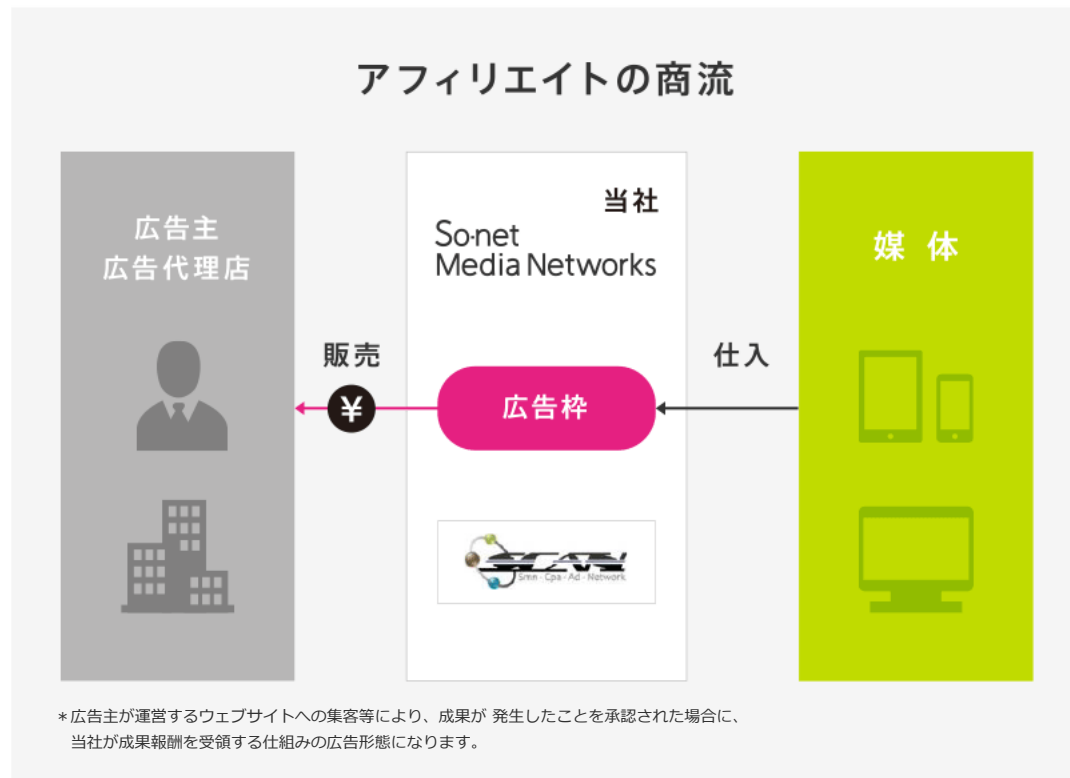 アフィリエイトの商流
広告主
広告代理店
販売
¥
当社
So-net
Media Networks
広告枠
SCAN
Smn - Cpa - Ad - Network
仕入
媒体
*広告主が運営するウェブサイトへの集客等により、成果が 発生したことを承認された場合に、
当社が成果報酬を受領する仕組みの広告形態になります。